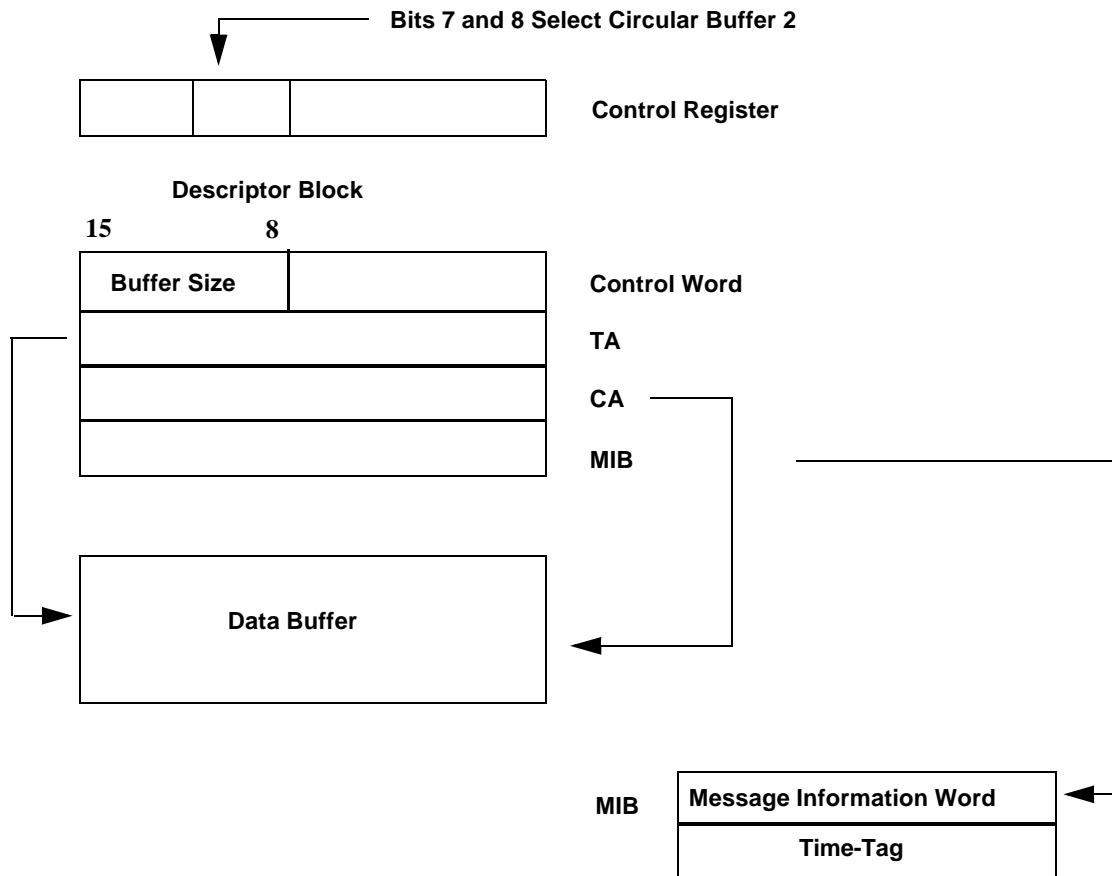 Bits 7 and 8 Select Circular Buffer 2
Control Register
Descriptor Block
15 8
Buffer Size
Control Word
TA
CA
MIB
Data Buffer
MIB
Message Information Word
Time-Tag